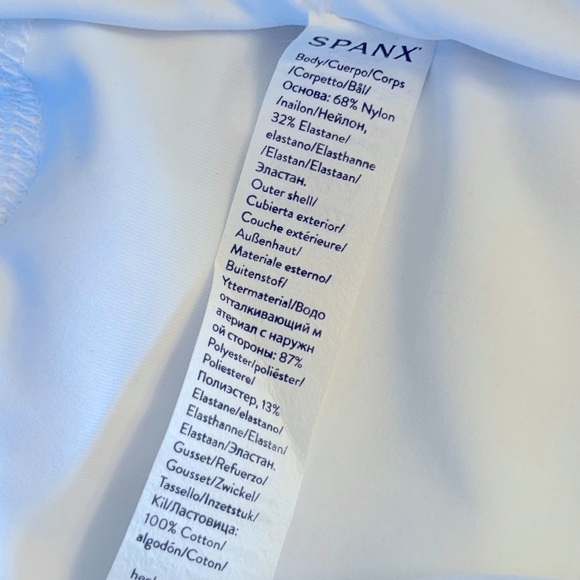 SPANX
Body/Cuerpo/Corps
/Corpetto/Bål/
Основа: 68% Nylon
/nailon/Нейлон,
32% Elastane/
elastano/Elasthanne
/Elastan/Elastaan/
Эластан.
Outer shell/
Cubierta exterior/
Couche extérieure/
Außenhaut/
Materiale esterno/
Buitenstof/
Yttermaterial/Водо
отталкивающий м
атериал с наружн
ой стороны: 87%
Polyester/poliéster/
Poliestere/
Полиэстер, 13%
Elastane/elastano/
Elasthanne/Elastan/
Elastaan/Эластан.
Gusset/Refuerzo/
Gousset/Zwickel/
Tassello/Inzetstuk/
Kil/Ластовица:
100% Cotton/
algodón/Coton/